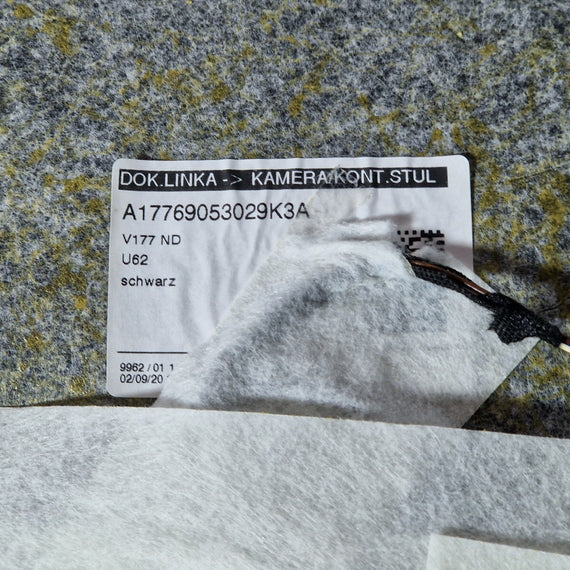 DOK.LINKA -> KAMERA/KONT.STUL
A17769053029K3A
V177 ND
U62
schwarz
9962 / 01 1
02/09/20